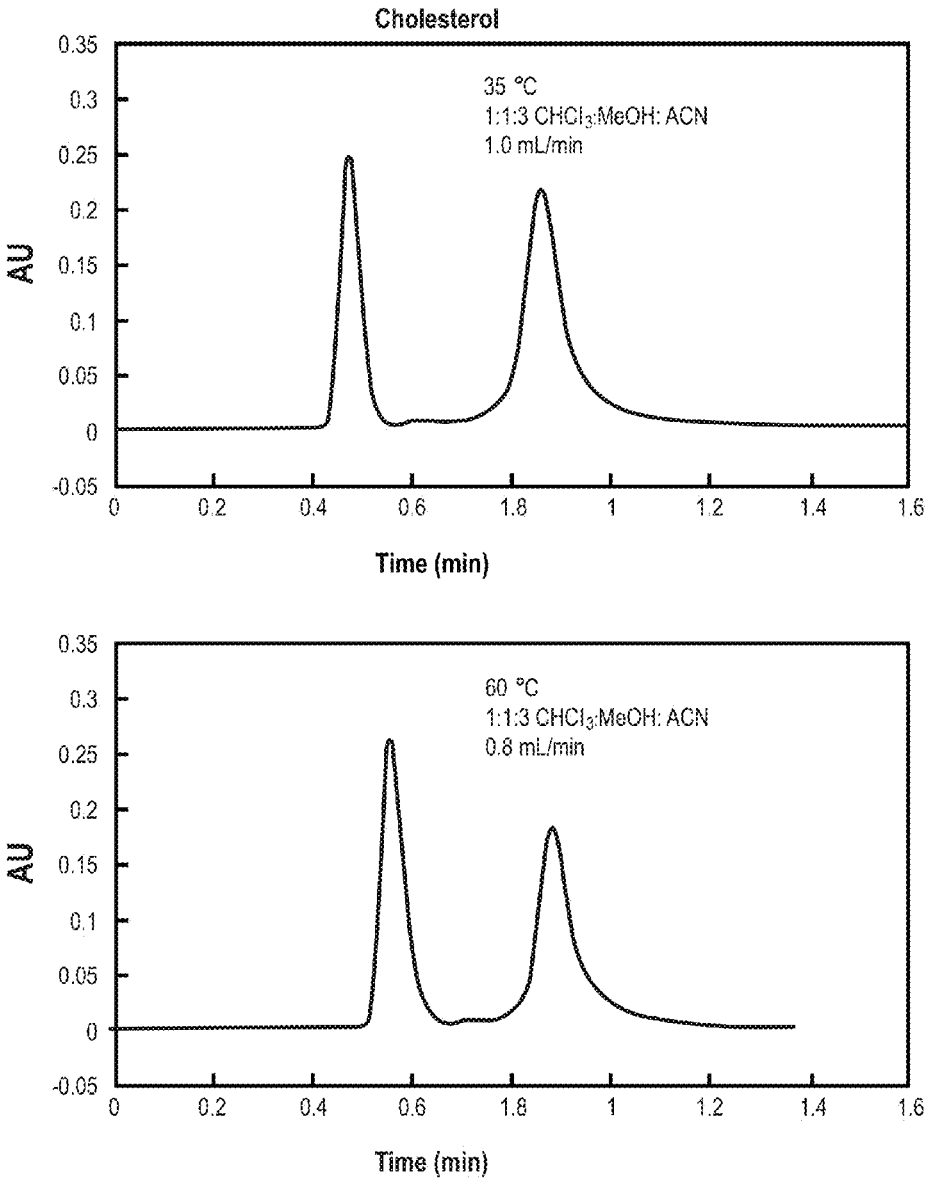 Cholesterol
0.35
0.3
0.25
0.2
0.15
0.1
0.05
0
-0.05
AU
35 °C
1:1:3 CHCl3:MeOH: ACN
1.0 mL/min
0 0.2 0.4 0.6 1.8 1 1.2 1.4 1.6
Time (min)
0.35
0.3
0.25
0.2
0.15
0.1
0.05
0
-0.05
AU
60 °C
1:1:3 CHCl3:MeOH: ACN
0.8 mL/min
0 0.2 0.4 0.6 1.8 1 1.2 1.4 1.6
Time (min)